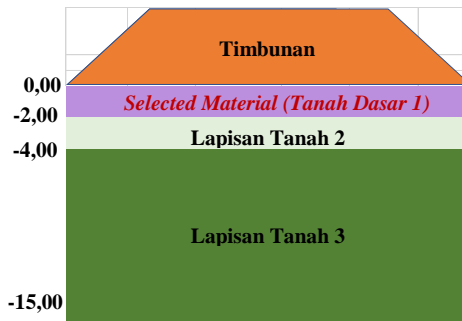 Timbunan
0,00
Selected Material (Tanah Dasar 1)
-2,00
Lapisan Tanah 2
-4,00
Lapisan Tanah 3
-15,00